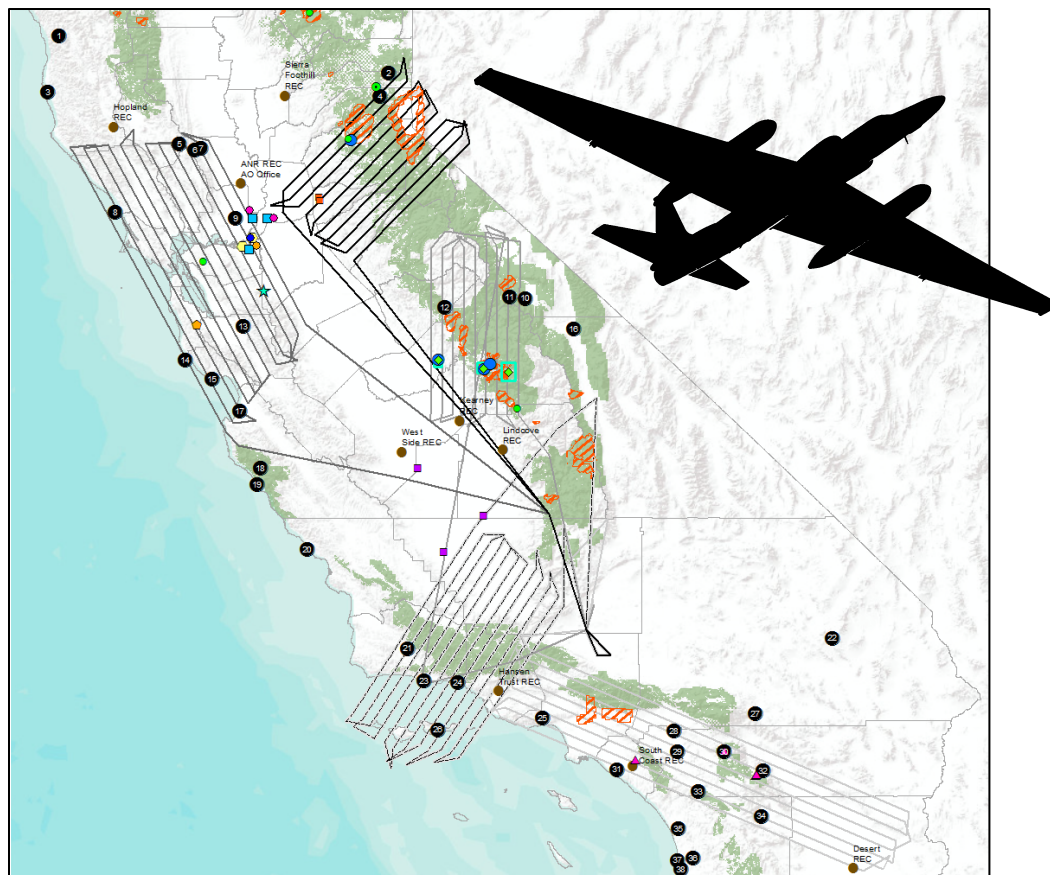 1
2
Sierra
Foothill
REC
3
4
Hopland
REC
5
6
7
ANR REC
AO Office
8
9
10
11
12
13
16
14
15
17
Kearney
REC
West
Side REC
Lindcove
REC
18
19
20
21
22
23
24
Hansen
Trust REC
25
26
27
28
29
30
31
South
Coast REC
32
33
34
35
36
37
38
Desert
REC